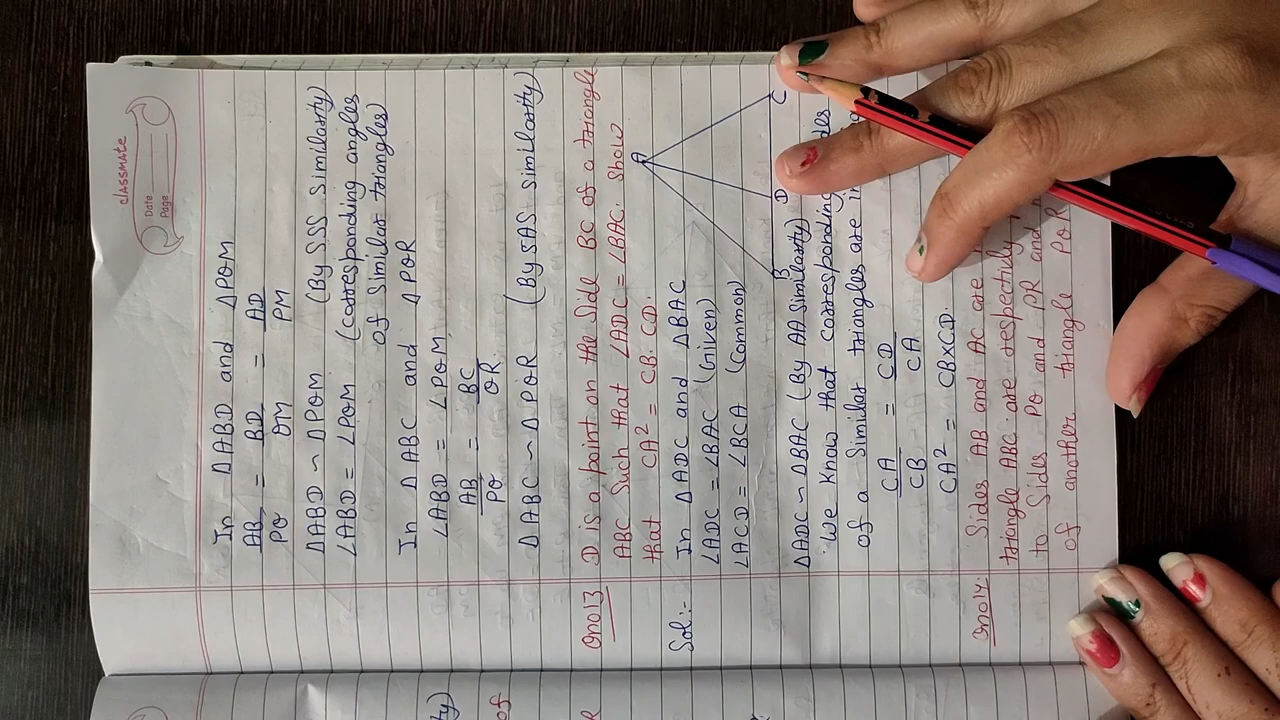 classmate
Date
Page
In ΔABD and ΔPQM
AB/PQ = BD/QM = AD/PM
ΔABD ~ ΔPQM (By SSS Similarity)
∠ABD = ∠PQM (corresponding angles
of Similar triangles)
In ΔABC and ΔPQR
∠ABD = ∠PQM
AB/PQ = BC/QR
ΔABC ~ ΔPQR (By SAS Similarity)
Qno13 D is a point on the Side BC of a triangle
ABC Such that ∠ADC = ∠BAC. Show
that CA² = CB. CD.
Sol:- In ΔADC and ΔBAC
∠ADC = ∠BAC (Given)
∠ACD = ∠BCA (Common)
A
B D C
ΔADC ~ ΔBAC (By AA Similarity)
We Know that corresponding
of a Similar triangles are in
CA/CB = CD/CA
CA² = CB×CD.
Qno14. Sides AB and AC are
triangle ABC are respectively
to Sides PQ and PR and
of another triangle PQR